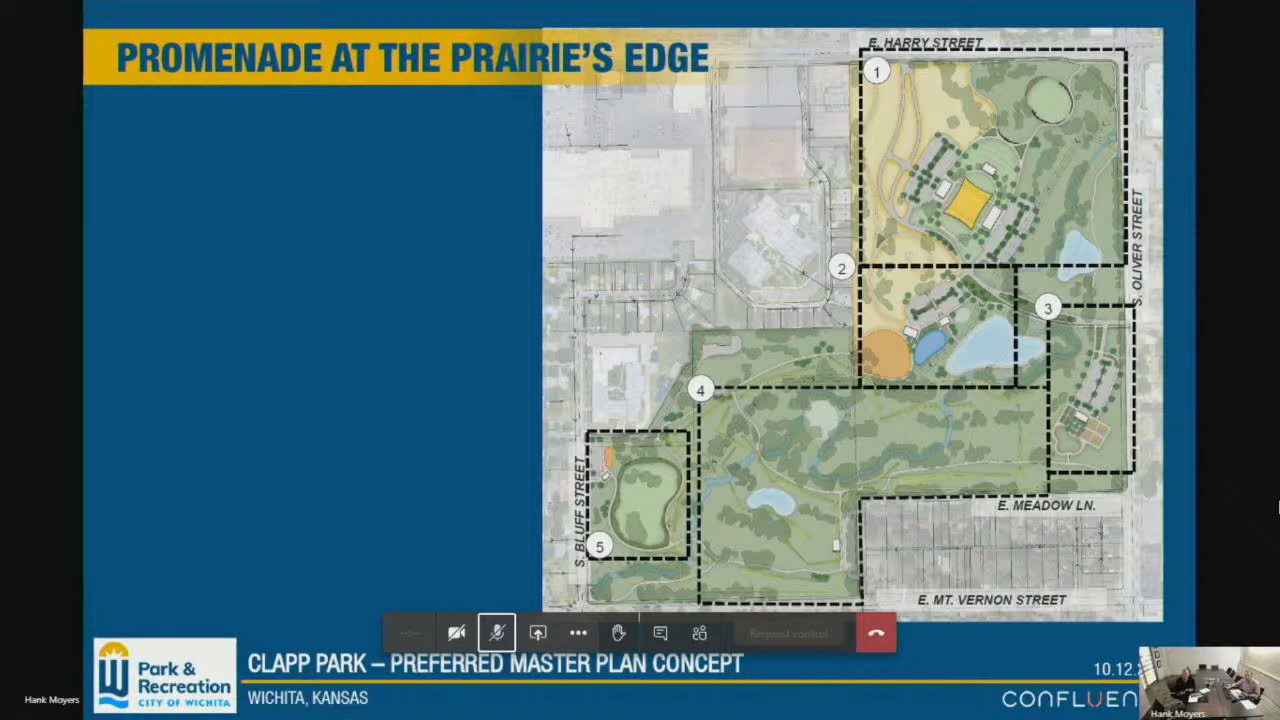 PROMENADE AT THE PRAIRIE'S EDGE
E. HARRY STREET
1
2
S. OLIVER STREET
3
4
S. BLUFF STREET
5
E. MEADOW LN.
E. MT. VERNON STREET
Request control
Park &
Recreation
CITY OF WICHITA
CLAPP PARK – PREFERRED MASTER PLAN CONCEPT
WICHITA, KANSAS
10.12.
CONFLUEN
Hank Moyers
Hank Moyers